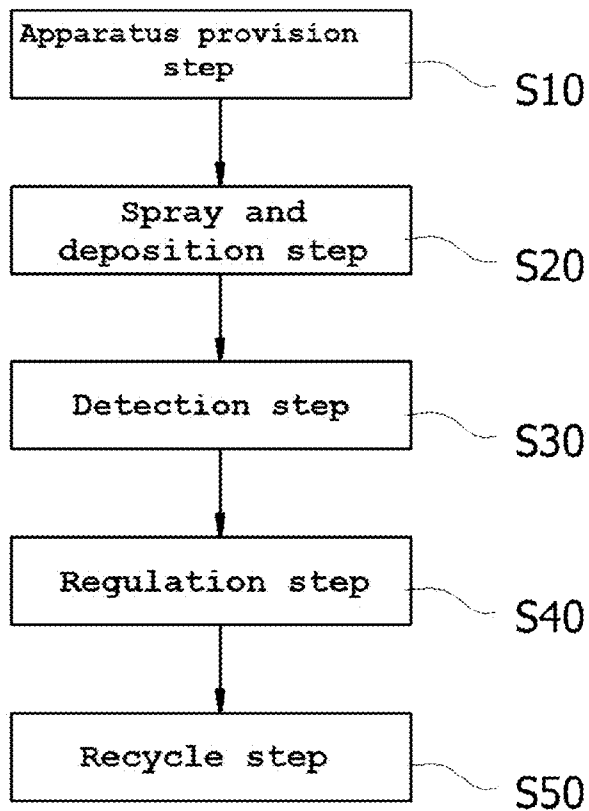 Apparatus provision
step
S10
Spray and
deposition step
S20
Detection step
S30
Regulation step
S40
Recycle step
S50